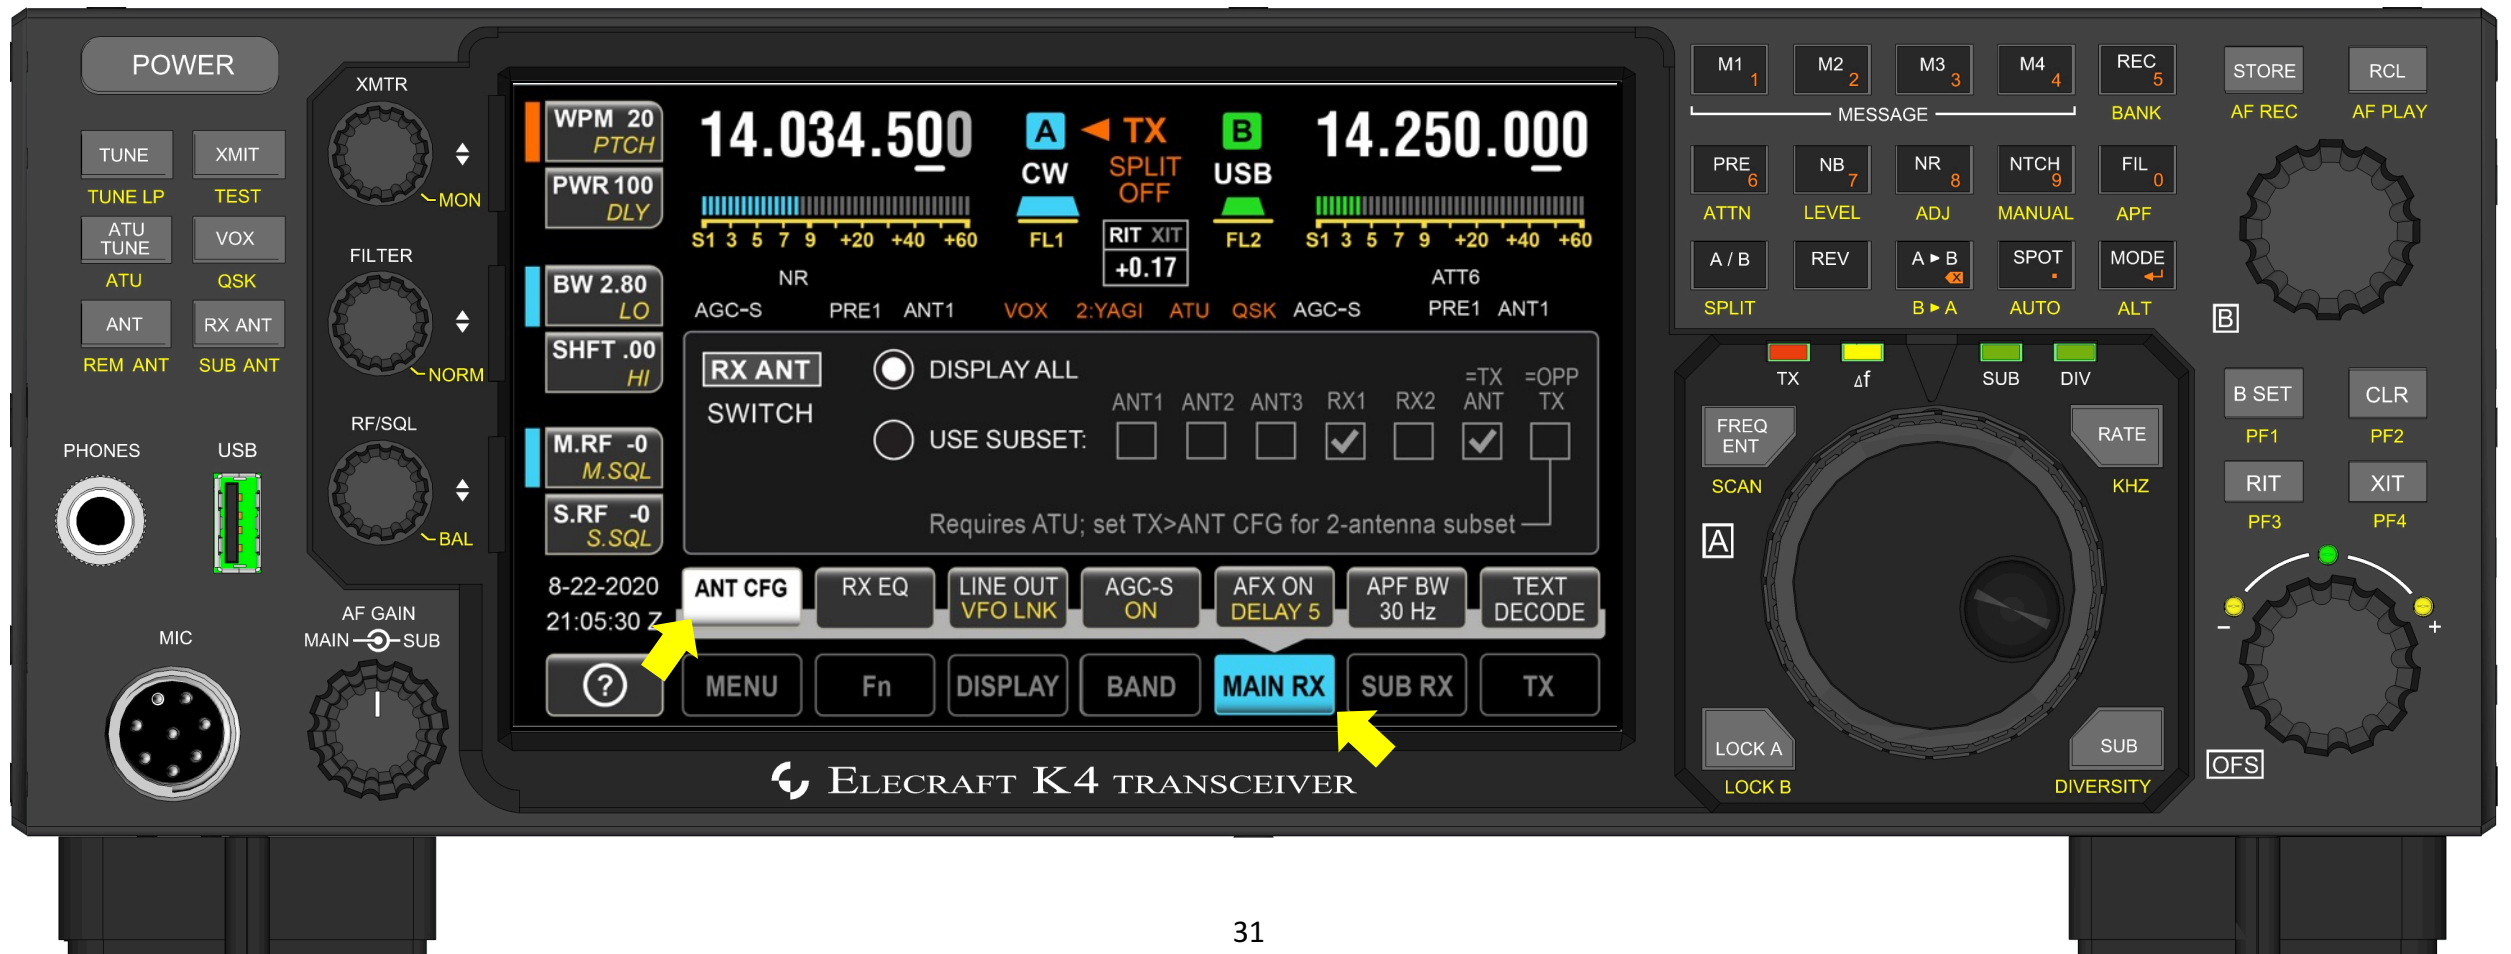 POWER
TUNE XMIT
TUNE LP TEST
ATU TUNE VOX
ATU QSK
ANT RX ANT
REM ANT SUB ANT
PHONES USB
MIC
XMTR
MON
FILTER
NORM
RF/SQL
BAL
AF GAIN
MAIN SUB
WPM 20
PTCH
PWR 100
DLY
BW 2.80
LO
SHFT .00
HI
M.RF -0
M.SQL
S.RF -0
S.SQL
8-22-2020
21:05:30 Z
14.034.500 A ◄ TX B 14.250.000
CW SPLIT OFF USB
S1 3 5 7 9 +20 +40 +60 FL1 RIT XIT FL2 S1 3 5 7 9 +20 +40 +60
+0.17
NR ATT6
AGC-S PRE1 ANT1 VOX 2:YAGI ATU QSK AGC-S PRE1 ANT1
RX ANT DISPLAY ALL
SWITCH
ANT1 ANT2 ANT3 RX1 RX2 =TX ANT =OPP TX
USE SUBSET:
Requires ATU; set TX>ANT CFG for 2-antenna subset
ANT CFG RX EQ LINE OUT AGC-S AFX ON APF BW TEXT
VFO LNK ON DELAY 5 30 Hz DECODE
? MENU Fn DISPLAY BAND MAIN RX SUB RX TX
ELECRAFT K4 TRANSCEIVER
M1 1 M2 2 M3 3 M4 4 REC 5
MESSAGE BANK
PRE 6 NB 7 NR 8 NTCH 9 FIL 0
ATTN LEVEL ADJ MANUAL APF
A / B REV A ► B SPOT . MODE
SPLIT B ► A AUTO ALT
STORE RCL
AF REC AF PLAY
B
TX Δf SUB DIV
FREQ ENT RATE
SCAN KHZ
A
LOCK A SUB
LOCK B DIVERSITY
B SET CLR
PF1 PF2
RIT XIT
PF3 PF4
- +
OFS
31